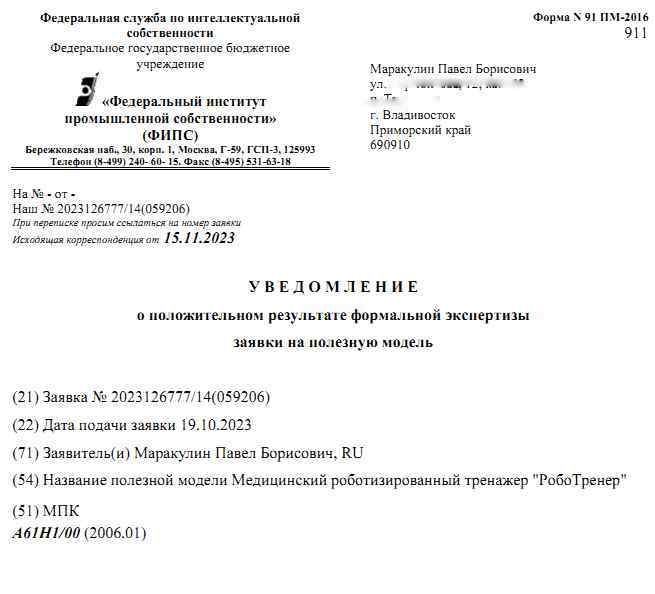 Федеральная служба по интеллектуальной
собственности
Федеральное государственное бюджетное
учреждение
«Федеральный институт
промышленной собственности»
(ФИПС)
Бережковская наб., 30, корп. 1, Москва, Г-59, ГСП-3, 125993
Телефон (8-499) 240- 60- 15. Факс (8-495) 531-63-18
Форма N 91 ПМ-2016
911
Маракулин Павел Борисович
ул.
г. Владивосток
Приморский край
690910
На № - от -
Наш № 2023126777/14(059206)
При переписке просим ссылаться на номер заявки
Исходящая корреспонденция от 15.11.2023
У В Е Д О М Л Е Н И Е
о положительном результате формальной экспертизы
заявки на полезную модель
(21) Заявка № 2023126777/14(059206)
(22) Дата подачи заявки 19.10.2023
(71) Заявитель(и) Маракулин Павел Борисович, RU
(54) Название полезной модели Медицинский роботизированный тренажер "РобоТренер"
(51) МПК
A61H1/00 (2006.01)